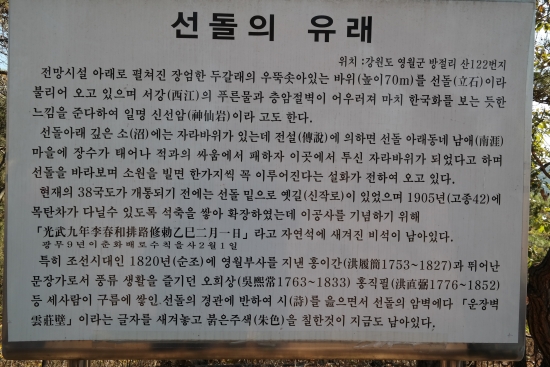 선돌의 유래
위치 : 강원도 영월군 방절리 산122번지
전망시설 아래로 펼쳐진 장엄한 두갈래의 우뚝솟아있는 바위(높이70m)를 선돌(立石)이라
불리어 오고 있으며 서강(西江)의 푸른물과 층암절벽이 어우러져 마치 한국화를 보는 듯한
느낌을 준다하여 일명 신선암(神仙岩)이라 고도 한다.
선돌아래 깊은 소(沼)에는 자라바위가 있는데 전설(傳說)에 의하면 선돌 아래동네 남애(南涯)
마을에 장수가 태어나 적과의 싸움에서 패하자 이곳에서 투신 자라바위가 되었다고 하며
선돌을 바라보며 소원을 빌면 한가지씩 꼭 이루어진다는 설화가 전하여 오고 있다.
현재의 38국도가 개통되기 전에는 선돌 밑으로 옛길(신작로)이 있었으며 1905년(고종42)에
목탄차가 다닐수 있도록 석축을 쌓아 확장하였는데 이공사를 기념하기 위해
「光武九年李春和排路修勅乙巳二月一日」라고 자연석에 새겨진 비석이 남아있다.
광무9년이춘화배로수칙을사2월1일
특히 조선시대인 1820년(순조)에 영월부사를 지낸 홍이간(洪履簡1753~1827)과 뛰어난
문장가로서 풍류 생활을 즐기던 오희상(吳熙常1763~1833) 홍직필(洪直弼1776~1852)
등 세사람이 구름에 쌓인 선돌의 경관에 반하여 시(詩)를 읊으면서 선돌의 암벽에다「운장벽
雲莊壁」이라는 글자를 새겨놓고 붉은주색(朱色)을 칠한것이 지금도 남아있다.